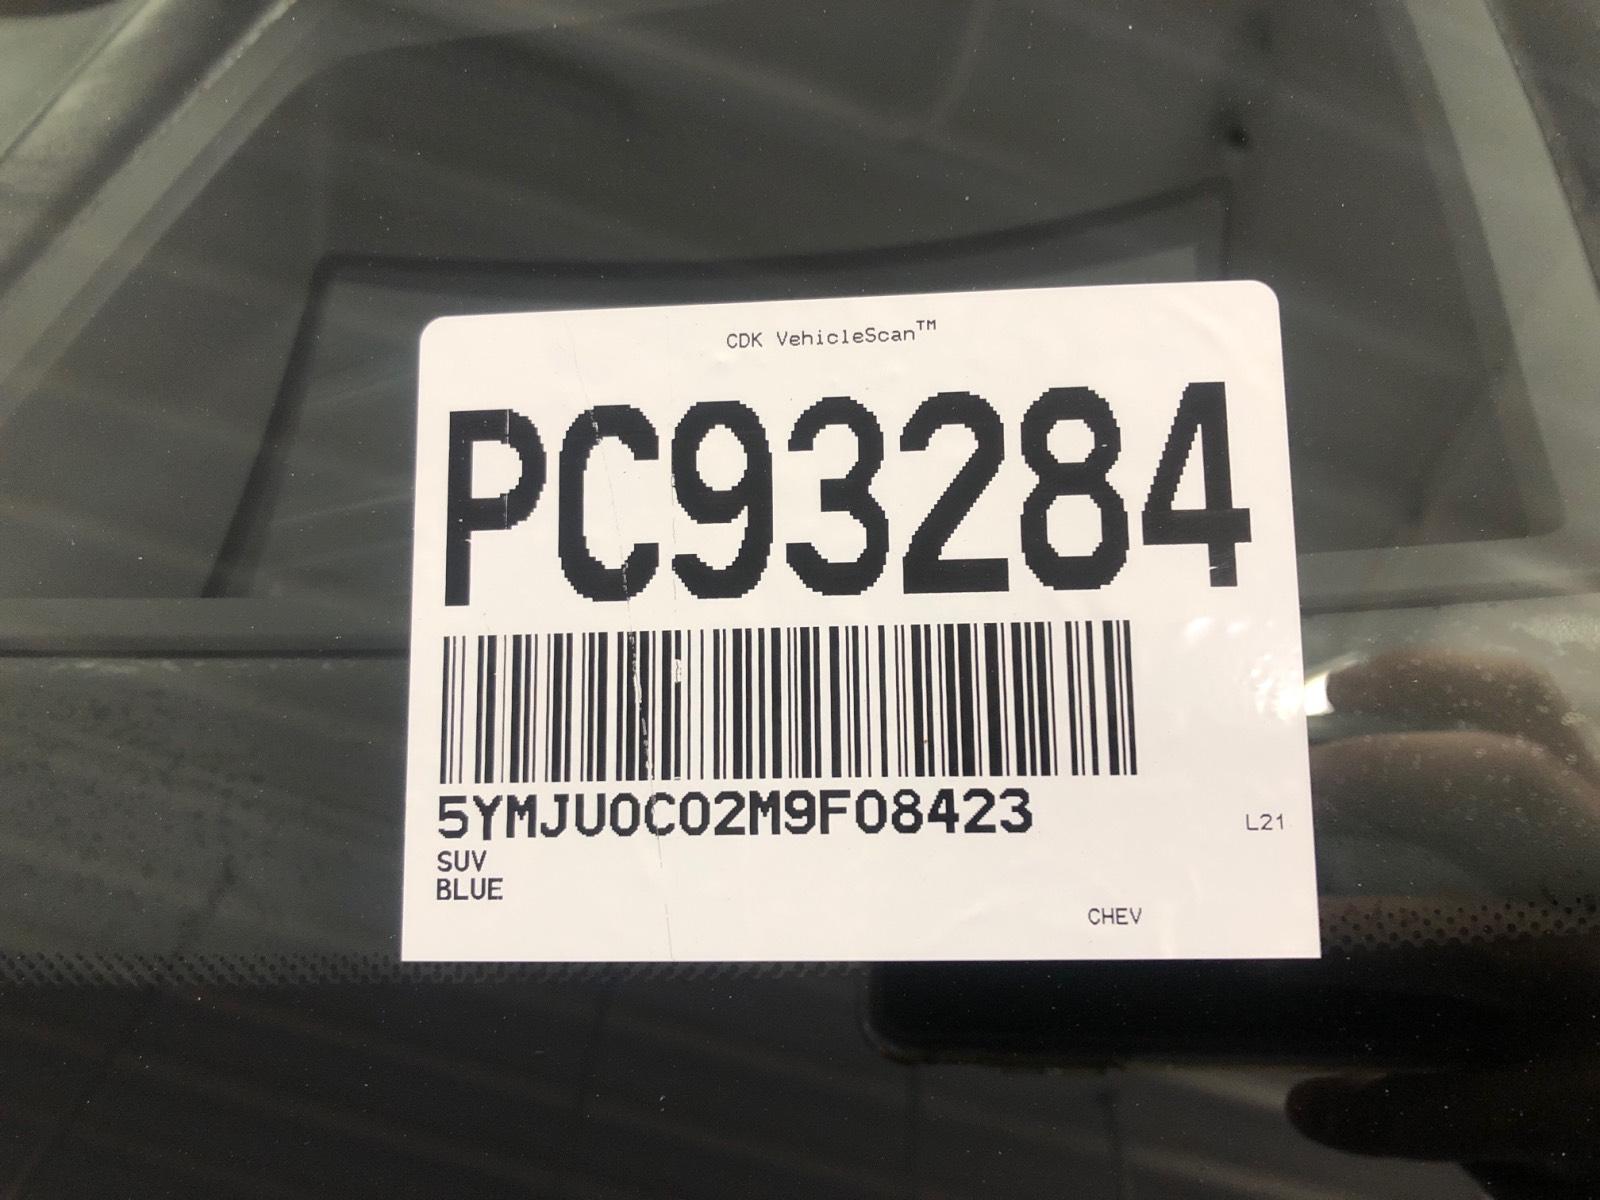 CDK VehicleScan™
PC93284
5YMJU0C02M9F08423
SUV
L21
BLUE
CHEV